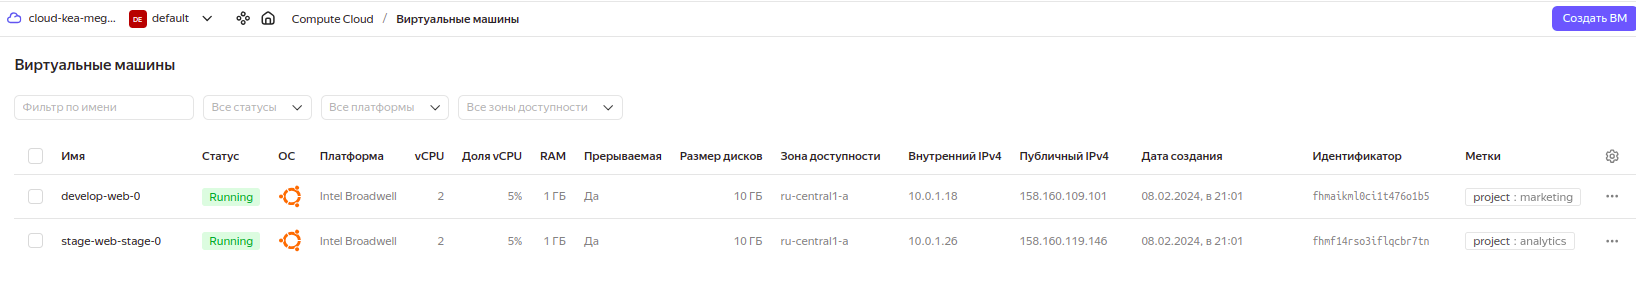 cloud-kea-meg... DE default Compute Cloud / Виртуальные машины Создать ВМ
Виртуальные машины
Фильтр по имени Все статусы Все платформы Все зоны доступности
Имя Статус ОС Платформа vCPU Доля vCPU RAM Прерываемая Размер дисков Зона доступности Внутренний IPv4 Публичный IPv4 Дата создания Идентификатор Метки
develop-web-0 Running Intel Broadwell 2 5% 1 ГБ Да 10 ГБ ru-central1-a 10.0.1.18 158.160.109.101 08.02.2024, в 21:01 fhmaikml0ci1t476o1b5 project : marketing
stage-web-stage-0 Running Intel Broadwell 2 5% 1 ГБ Да 10 ГБ ru-central1-a 10.0.1.26 158.160.119.146 08.02.2024, в 21:01 fhmf14rso3iflqcbr7tn project : analytics